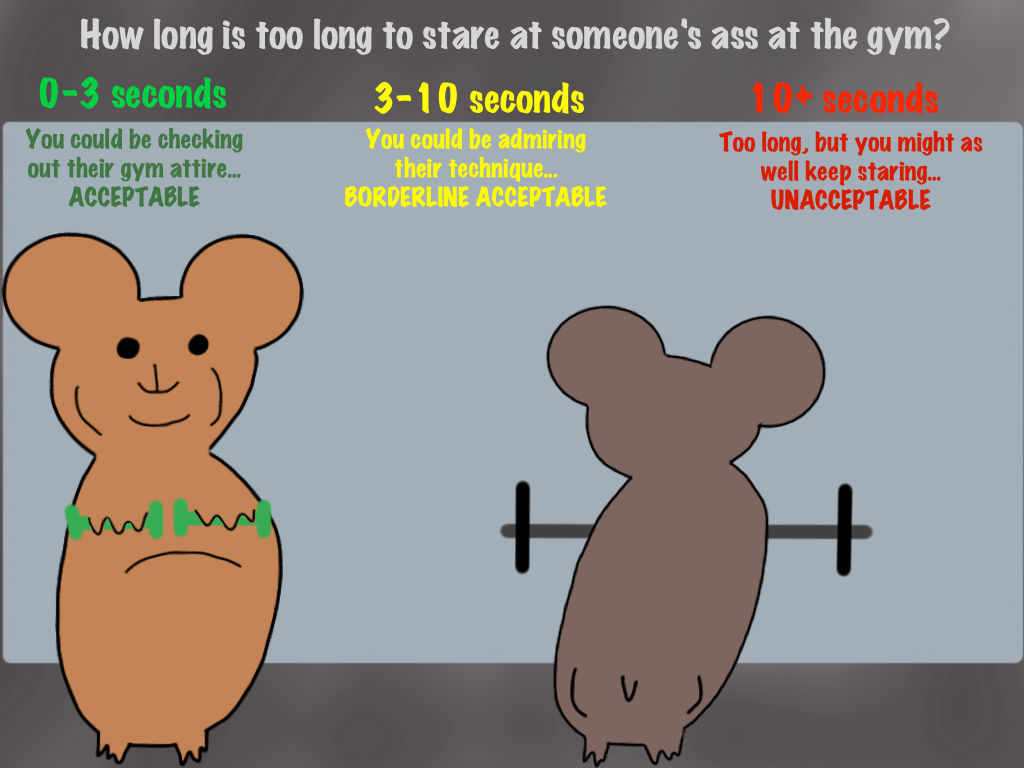 How long is too long to stare at someone's ass at the gym?
0-3 seconds
You could be checking
out their gym attire...
ACCEPTABLE
3-10 seconds
You could be admiring
their technique...
BORDERLINE ACCEPTABLE
10+ seconds
Too long, but you might as
well keep staring...
UNACCEPTABLE